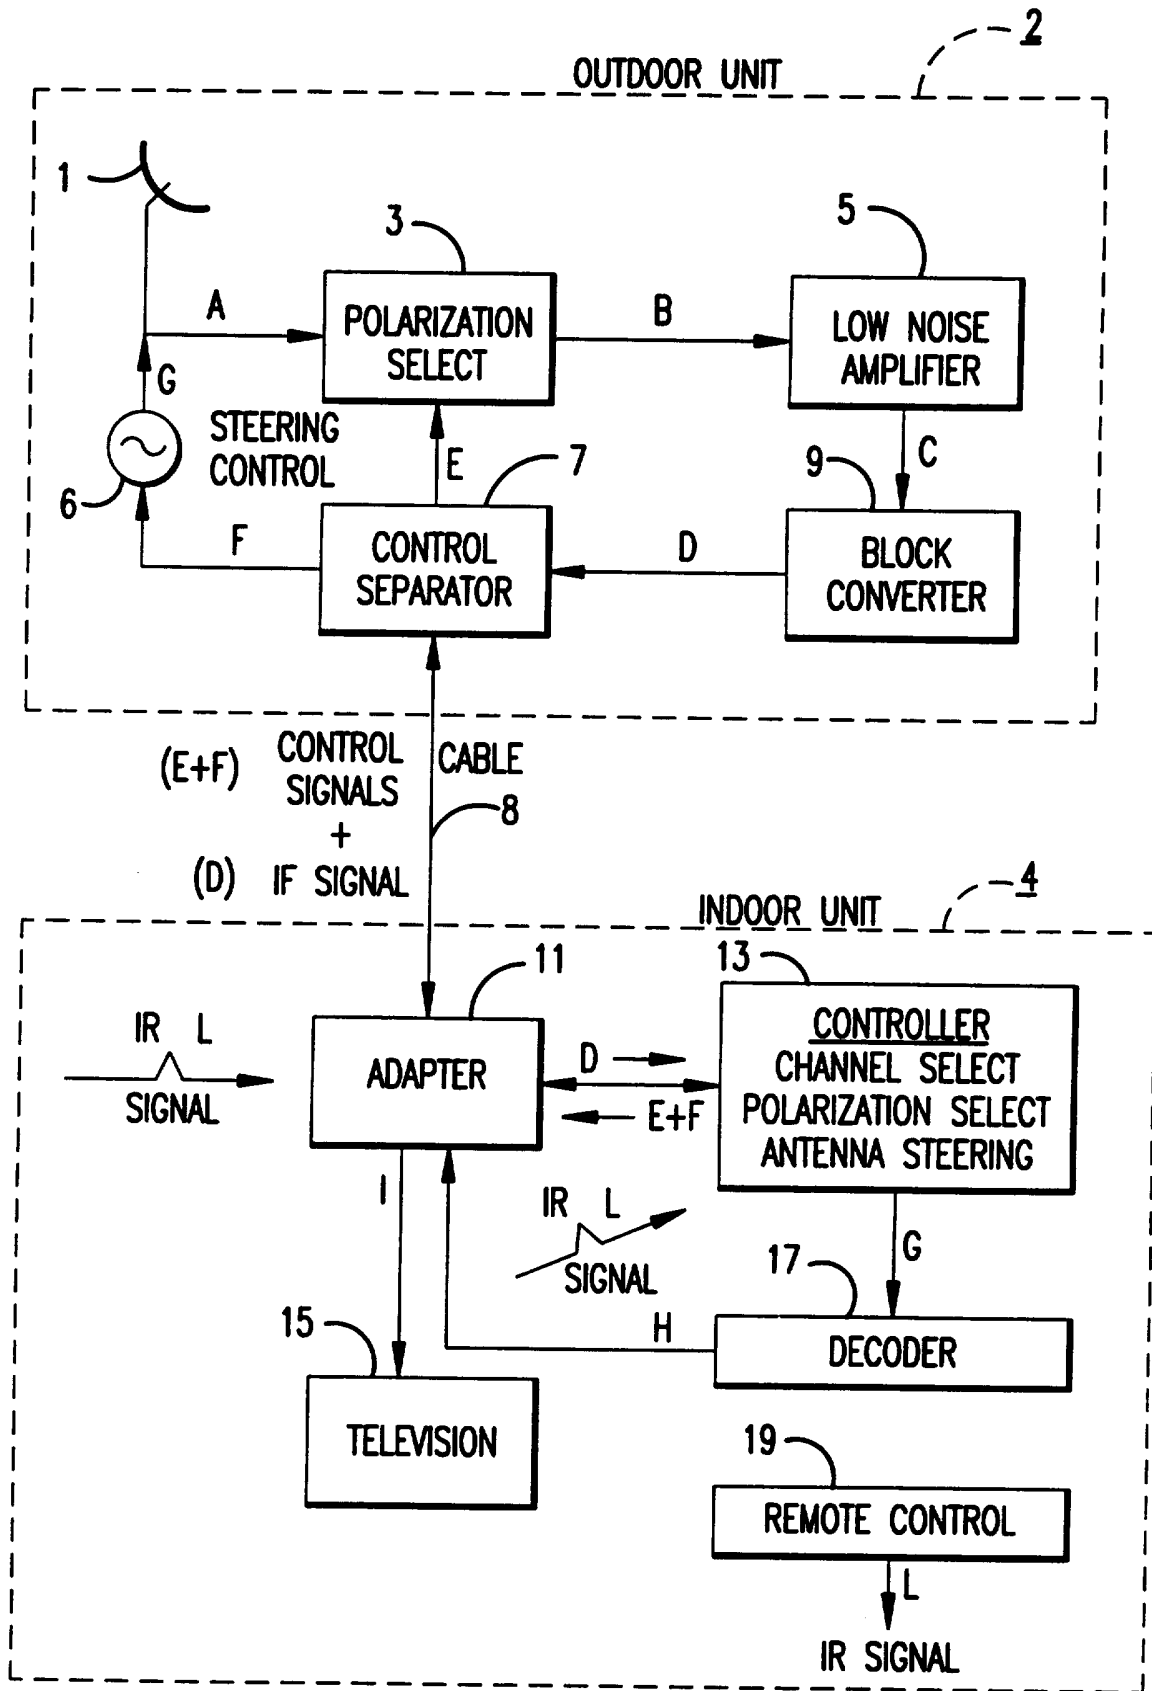 2
OUTDOOR UNIT
1
3
5
A
POLARIZATION
SELECT
B
LOW NOISE
AMPLIFIER
G
STEERING
CONTROL
6
E
7
C
9
F
CONTROL
SEPARATOR
D
BLOCK
CONVERTER
(E+F)
CONTROL
SIGNALS
+
(D)
IF SIGNAL
CABLE
8
4
INDOOR UNIT
11
13
IR L
SIGNAL
ADAPTER
D
E+F
CONTROLLER
CHANNEL SELECT
POLARIZATION SELECT
ANTENNA STEERING
I
IR L
SIGNAL
G
17
15
H
DECODER
TELEVISION
19
REMOTE CONTROL
L
IR SIGNAL